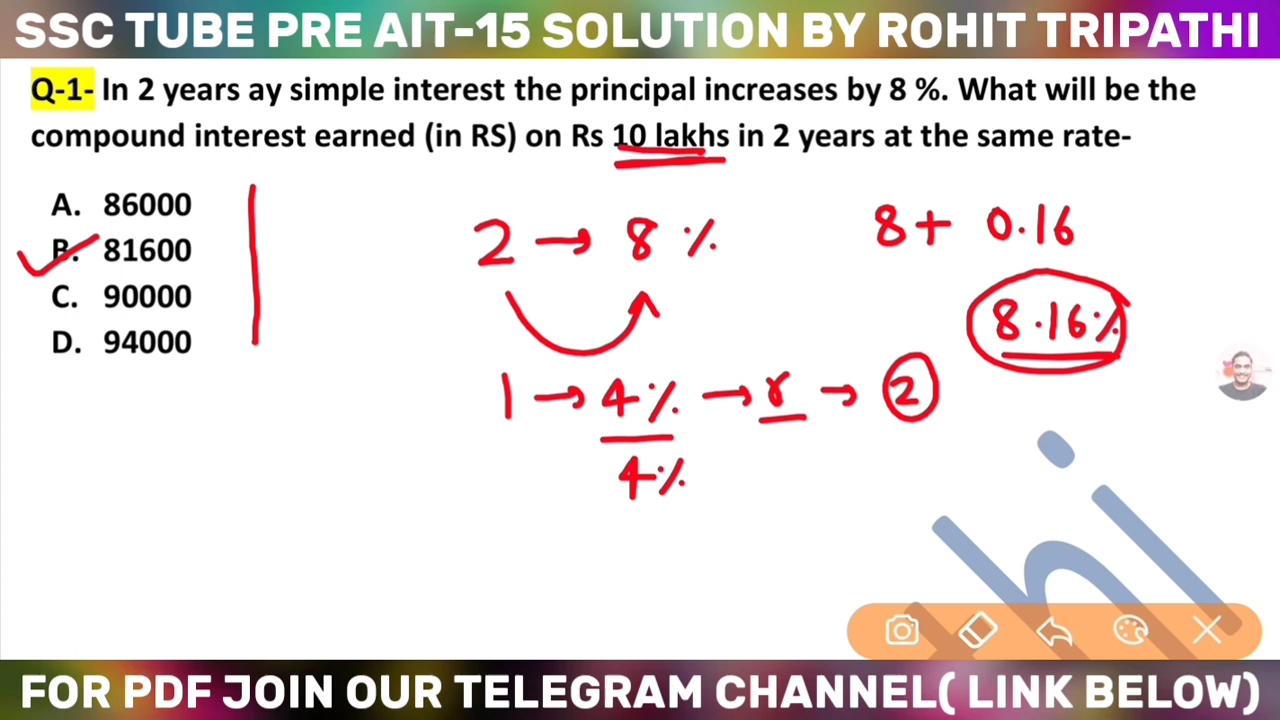 SSC TUBE PRE AIT-15 SOLUTION BY ROHIT TRIPATHI
Q-1- In 2 years ay simple interest the principal increases by 8 %. What will be the
compound interest earned (in RS) on Rs 10 lakhs in 2 years at the same rate-
A. 86000
B. 81600
C. 90000
D. 94000
2 → 8 %
1 → 4% → r → 2
4%
8 + 0.16
8.16%
hi
FOR PDF JOIN OUR TELEGRAM CHANNEL( LINK BELOW)